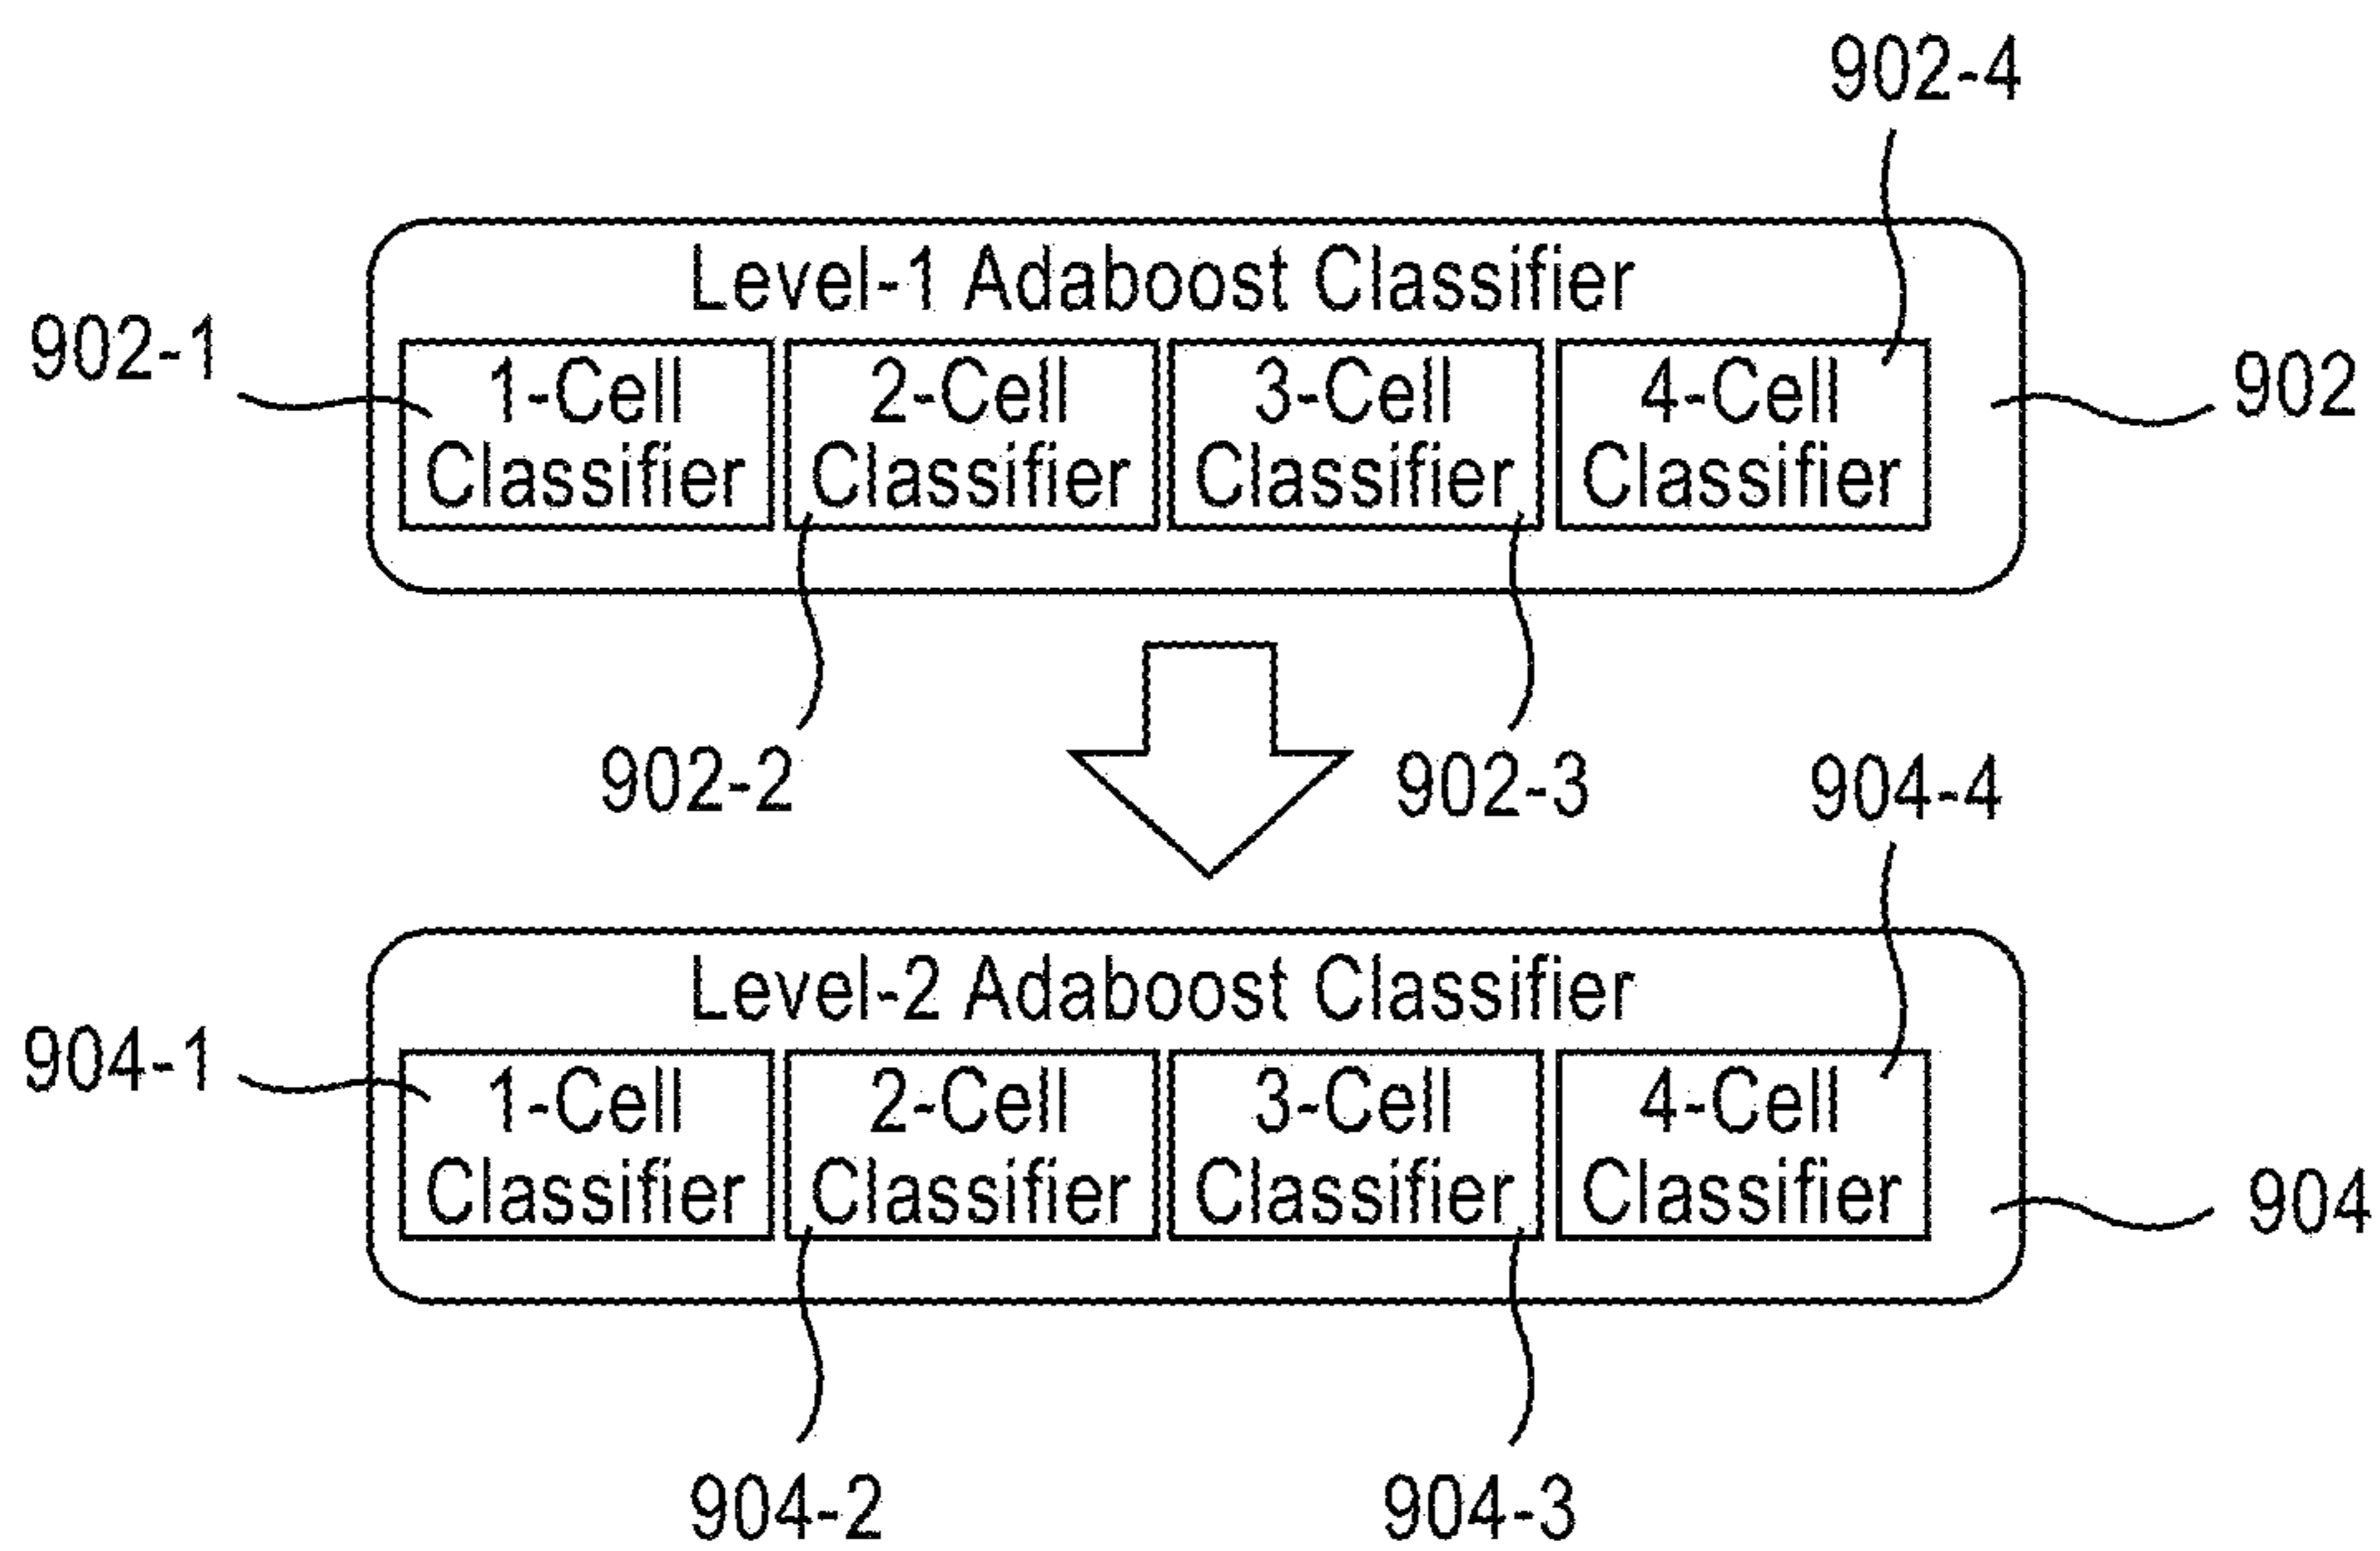 902-4
Level-1 Adaboost Classifier
902-1
1-Cell
Classifier
2-Cell
Classifier
3-Cell
Classifier
4-Cell
Classifier
902
902-2
902-3
904-4
Level-2 Adaboost Classifier
904-1
1-Cell
Classifier
2-Cell
Classifier
3-Cell
Classifier
4-Cell
Classifier
904
904-2
904-3